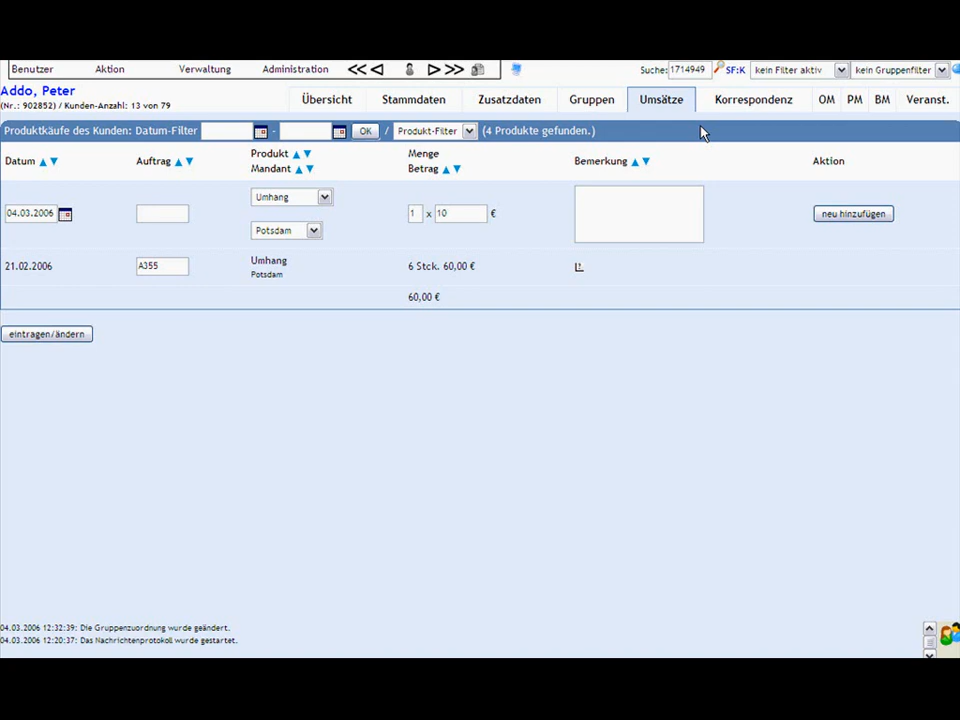 Benutzer Aktion Verwaltung Administration Suche: 1714949 SF:K kein Filter aktiv kein Gruppenfilter
Addo, Peter
(Nr.: 902852) / Kunden-Anzahl: 13 von 79
Übersicht Stammdaten Zusatzdaten Gruppen Umsätze Korrespondenz OM PM BM Veranst.
Produktkäufe des Kunden: Datum-Filter - OK / Produkt-Filter (4 Produkte gefunden.)
Datum Auftrag Produkt Mandant Menge Betrag Bemerkung Aktion
04.03.2006 Umhang Potsdam 1 x 10 € neu hinzufügen
21.02.2006 A355 Umhang Potsdam 6 Stck. 60,00 €
60,00 €
eintragen/ändern
04.03.2006 12:32:39: Die Gruppenzuordnung wurde geändert.
04.03.2006 12:20:37: Das Nachrichtenprotokoll wurde gestartet.